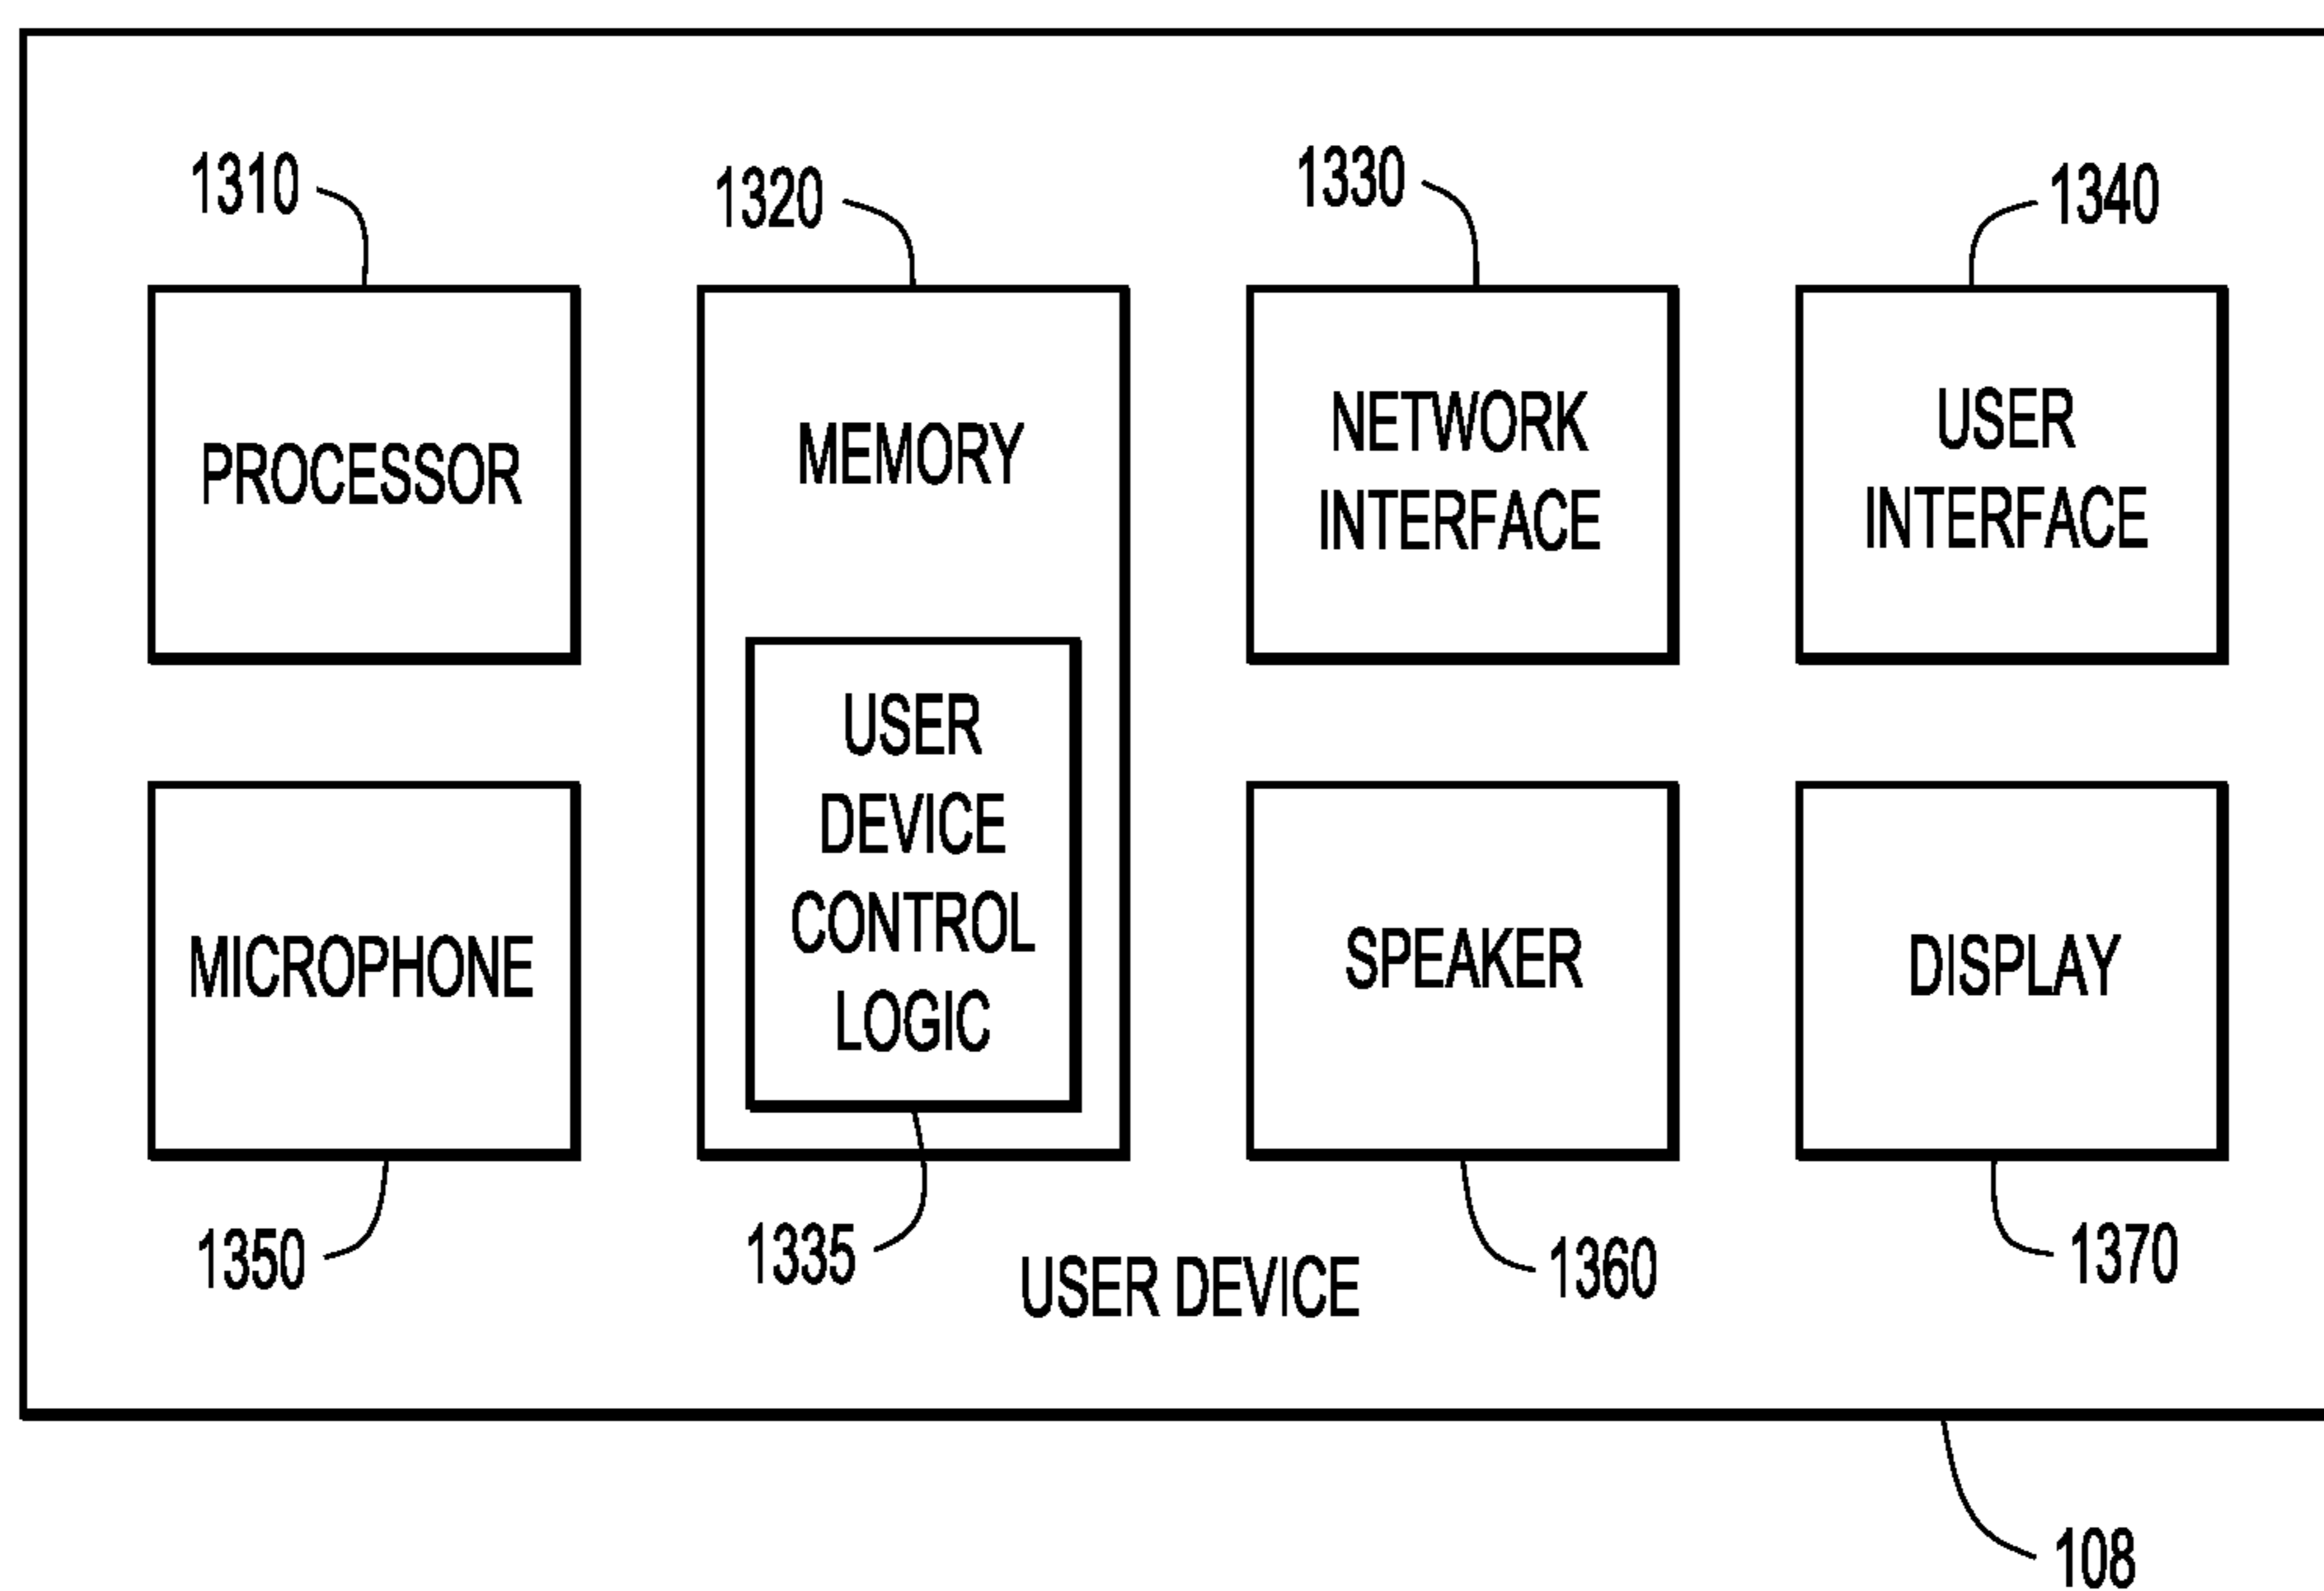 1310
1320
1330
1340
PROCESSOR
MEMORY
NETWORK
INTERFACE
USER
INTERFACE
USER
DEVICE
CONTROL
LOGIC
MICROPHONE
SPEAKER
DISPLAY
1350
1335
1360
1370
USER DEVICE
108